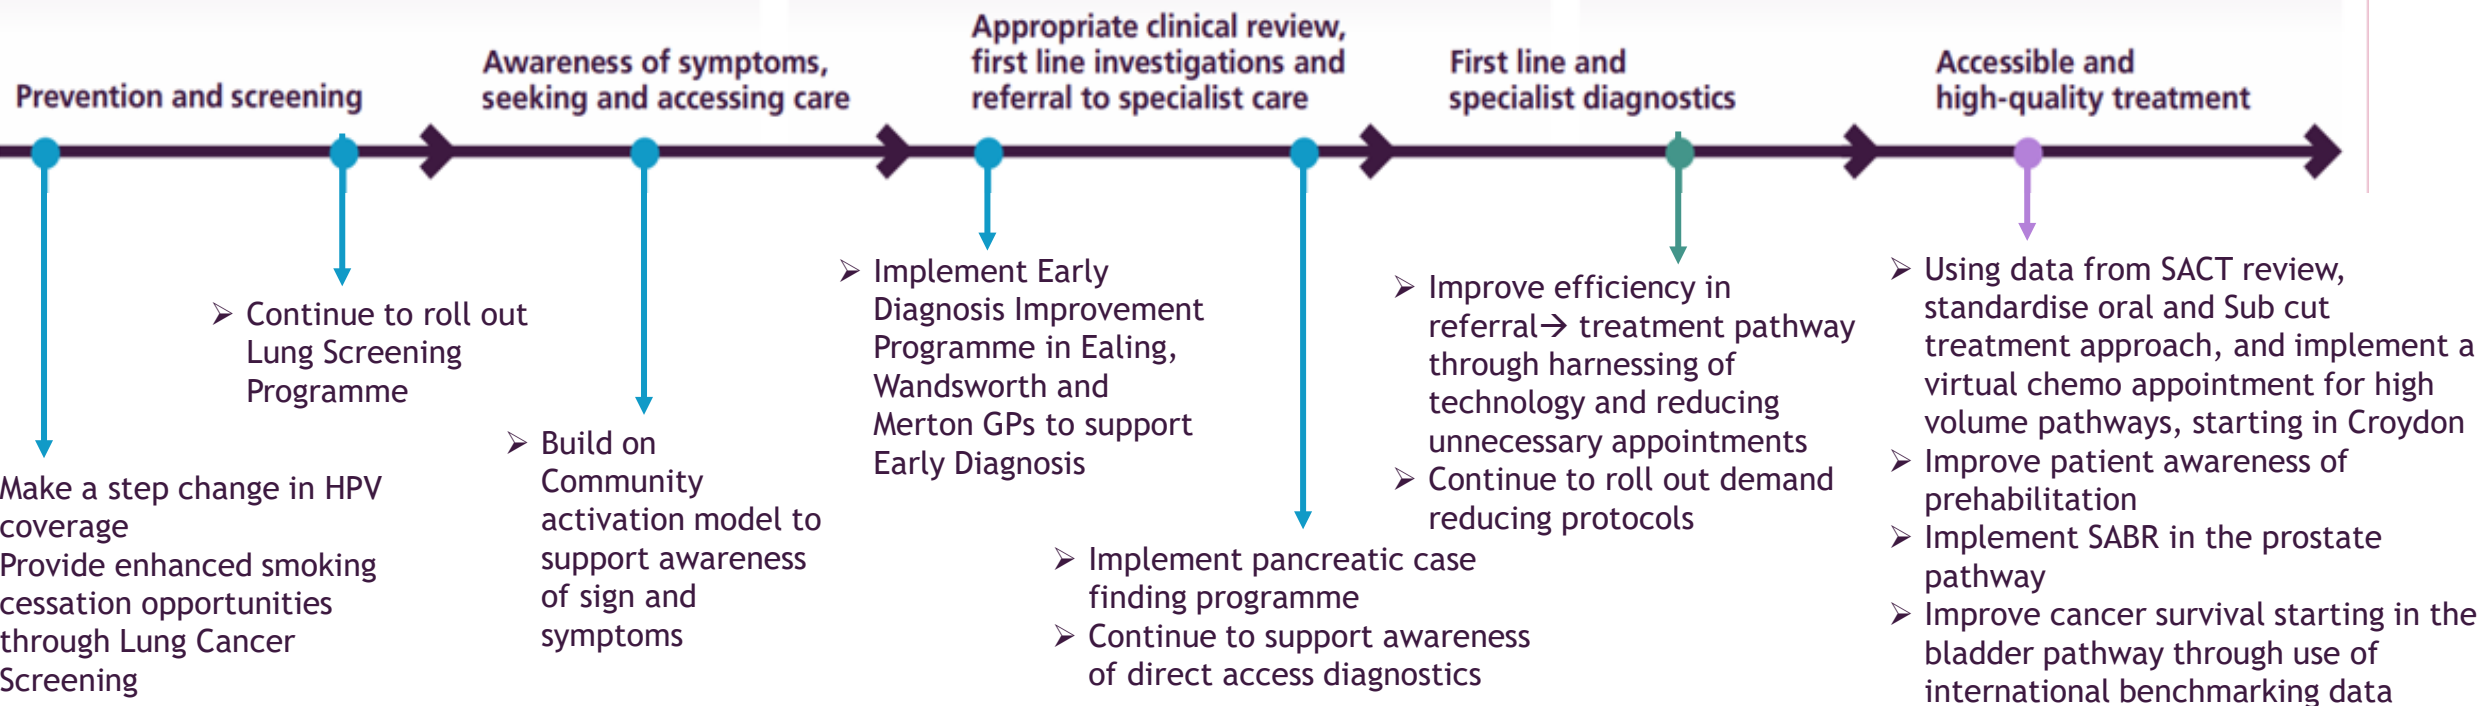 Prevention and screening
Awareness of symptoms,
seeking and accessing care
Appropriate clinical review,
first line investigations and
referral to specialist care
First line and
specialist diagnostics
Accessible and
high-quality treatment
Make a step change in HPV
coverage
Provide enhanced smoking
cessation opportunities
through Lung Cancer
Screening
➢ Continue to roll out
Lung Screening
Programme
➢ Build on
Community
activation model to
support awareness
of sign and
symptoms
➢ Implement Early
Diagnosis Improvement
Programme in Ealing,
Wandsworth and
Merton GPs to support
Early Diagnosis
➢ Implement pancreatic case
finding programme
➢ Continue to support awareness
of direct access diagnostics
➢ Improve efficiency in
referral→ treatment pathway
through harnessing of
technology and reducing
unnecessary appointments
➢ Continue to roll out demand
reducing protocols
➢ Using data from SACT review,
standardise oral and Sub cut
treatment approach, and implement a
virtual chemo appointment for high
volume pathways, starting in Croydon
➢ Improve patient awareness of
prehabilitation
➢ Implement SABR in the prostate
pathway
➢ Improve cancer survival starting in the
bladder pathway through use of
international benchmarking data